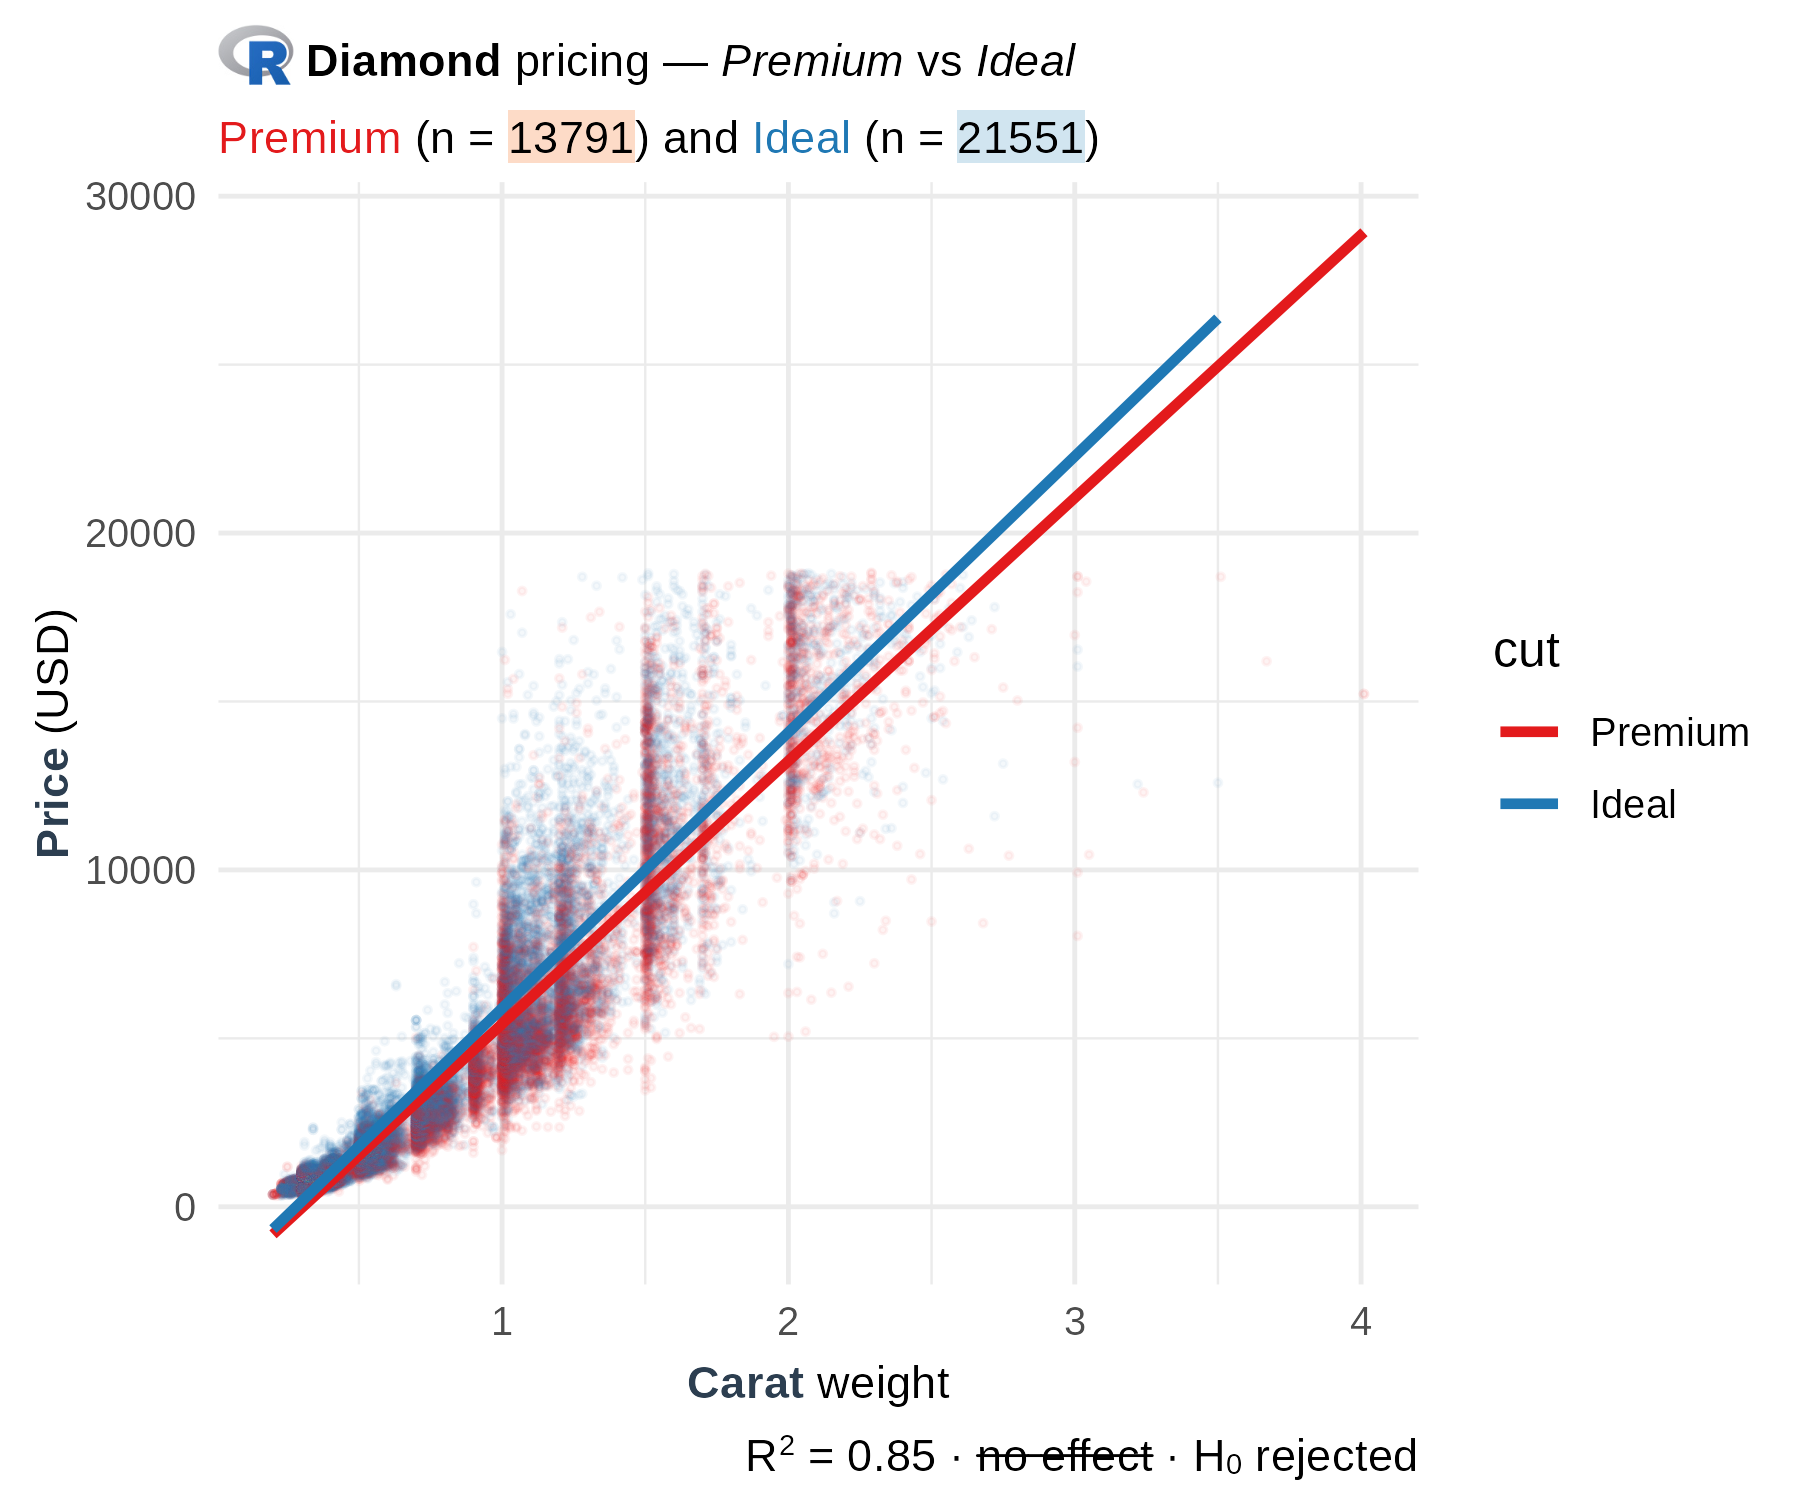 R Diamond pricing — Premium vs Ideal
Premium (n = 13791) and Ideal (n = 21551)
30000
20000
10000
0
Price (USD)
1 2 3 4
Carat weight
cut
Premium
Ideal
R² = 0.85 · no effect · H₀ rejected